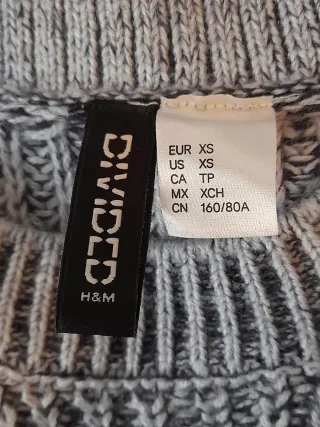 DIVIDED
H&M
EUR XS
US XS
CA TP
MX XCH
CN 160/80A